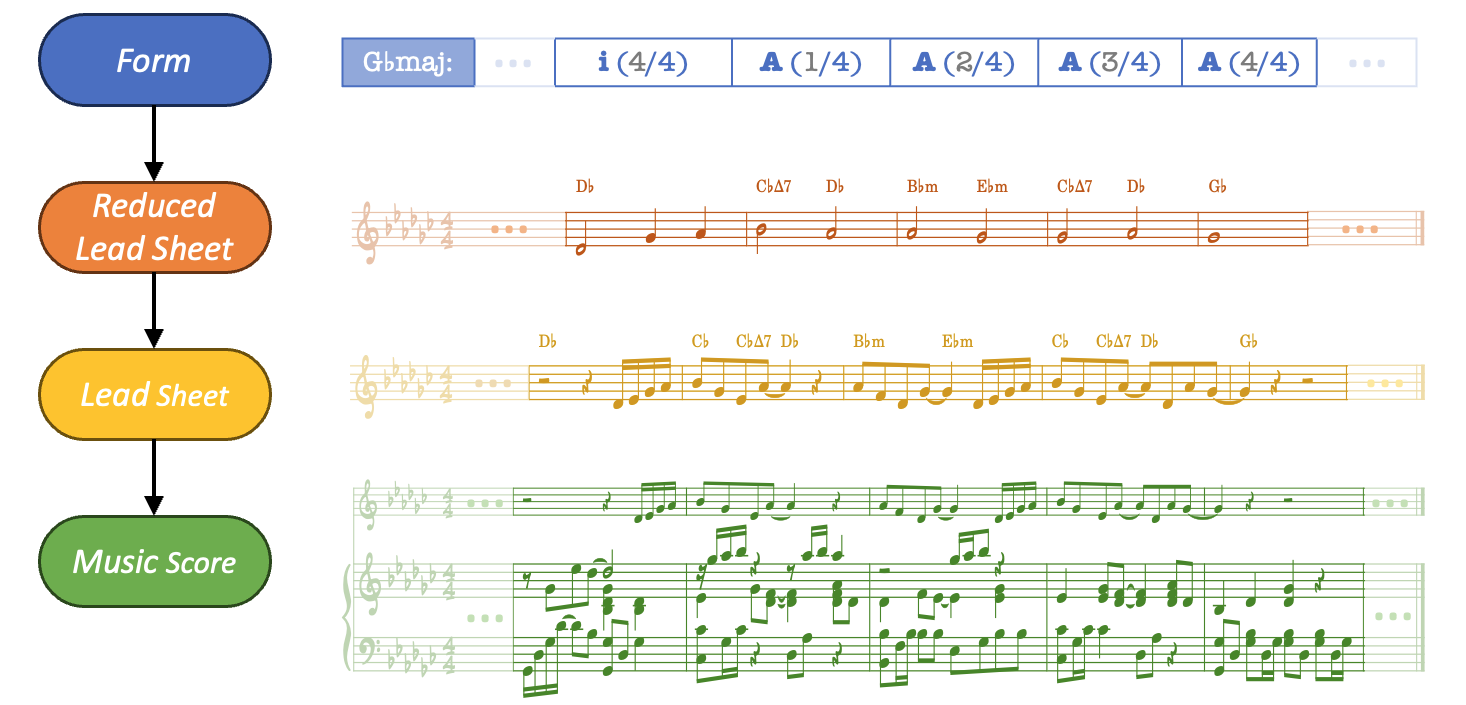 Form
G♭maj: ... i (4/4) A (1/4) A (2/4) A (3/4) A (4/4) ...
Reduced
Lead Sheet
D♭ C♭Δ7 D♭ B♭m E♭m C♭Δ7 D♭ G♭
Lead Sheet
D♭ C♭ C♭Δ7 D♭ B♭m E♭m C♭ C♭Δ7 D♭ G♭
Music Score